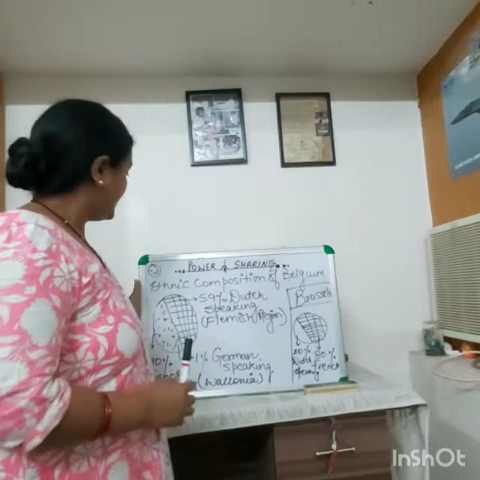 ... POWER of SHARING ...
Ethnic Composition of Belgium
59% Dutch
Speaking
(Flemish Region)
Brussels
1% German
speaking
(Wallonia)
80%
French
Dutch
speaking
InShOt